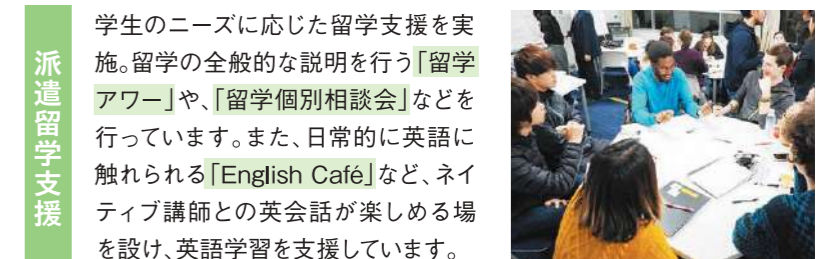 派遣留学支援
学生のニーズに応じた留学支援を実
施。留学の全般的な説明を行う「留学
アワー」や、「留学個別相談会」などを
行っています。また、日常的に英語に
触れられる「English Café」など、ネイ
ティブ講師との英会話が楽しめる場
を設け、英語学習を支援しています。